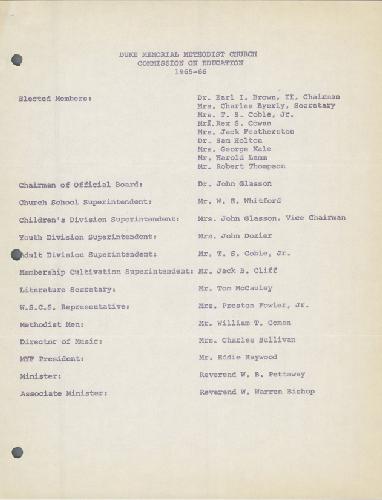 DUKE MEMORIAL METHODIST CHURCH
COMMISSION ON EDUCATION
1965-66
Elected Members: Dr. Earl I. Brown, II, Chairman
Mrs. Charles Byerly, Secretary
Mrs. T. S. Coble, Jr.
Rex S. Cowan
Mrs. Jack Featherston
Dr. Sam Holton
Mrs. George Kale
Mr. Harold
Mr. Robert Thompson
Chairman of Official Board: Dr. John Glasson
Church School Superintendent: Mr. W. E. Whitford
Children's Division Superintendent: Mrs. John Glasson, Vice Chairman
Youth Division Superintendent: Mrs. John Dozier
Adult Division Superintendent: Mr. T. S. Coble, Jr.
Membership Cultivation Superintendent: Mr. Jack B. Cliff
Literature Secretary: Mr. Tom McCauley
W.S.C.S. Representative: Mrs. Preston Fowler, Jr.
Methodist Men: Mr. William T. Coman
Director of Music: Mrs. Charles Sullivan
MYF President: Mr. Eddie Haywood
Minister: Reverend W. B. Pettaway
Associate Minister: Reverend W. Warren Bishop